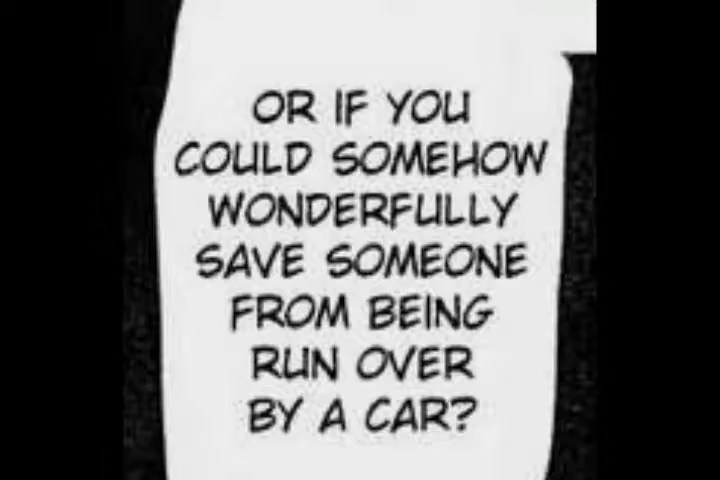 OR IF YOU
COULD SOMEHOW
WONDERFULLY
SAVE SOMEONE
FROM BEING
RUN OVER
BY A CAR?